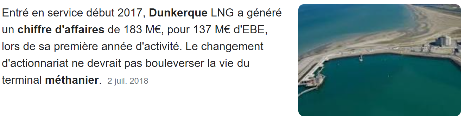 Entré en service début 2017, Dunkerque LNG a généré
un chiffre d'affaires de 183 M€, pour 137 M€ d'EBE,
lors de sa première année d'activité. Le changement
d'actionnariat ne devrait pas bouleverser la vie du
terminal méthanier. 2 juil. 2018